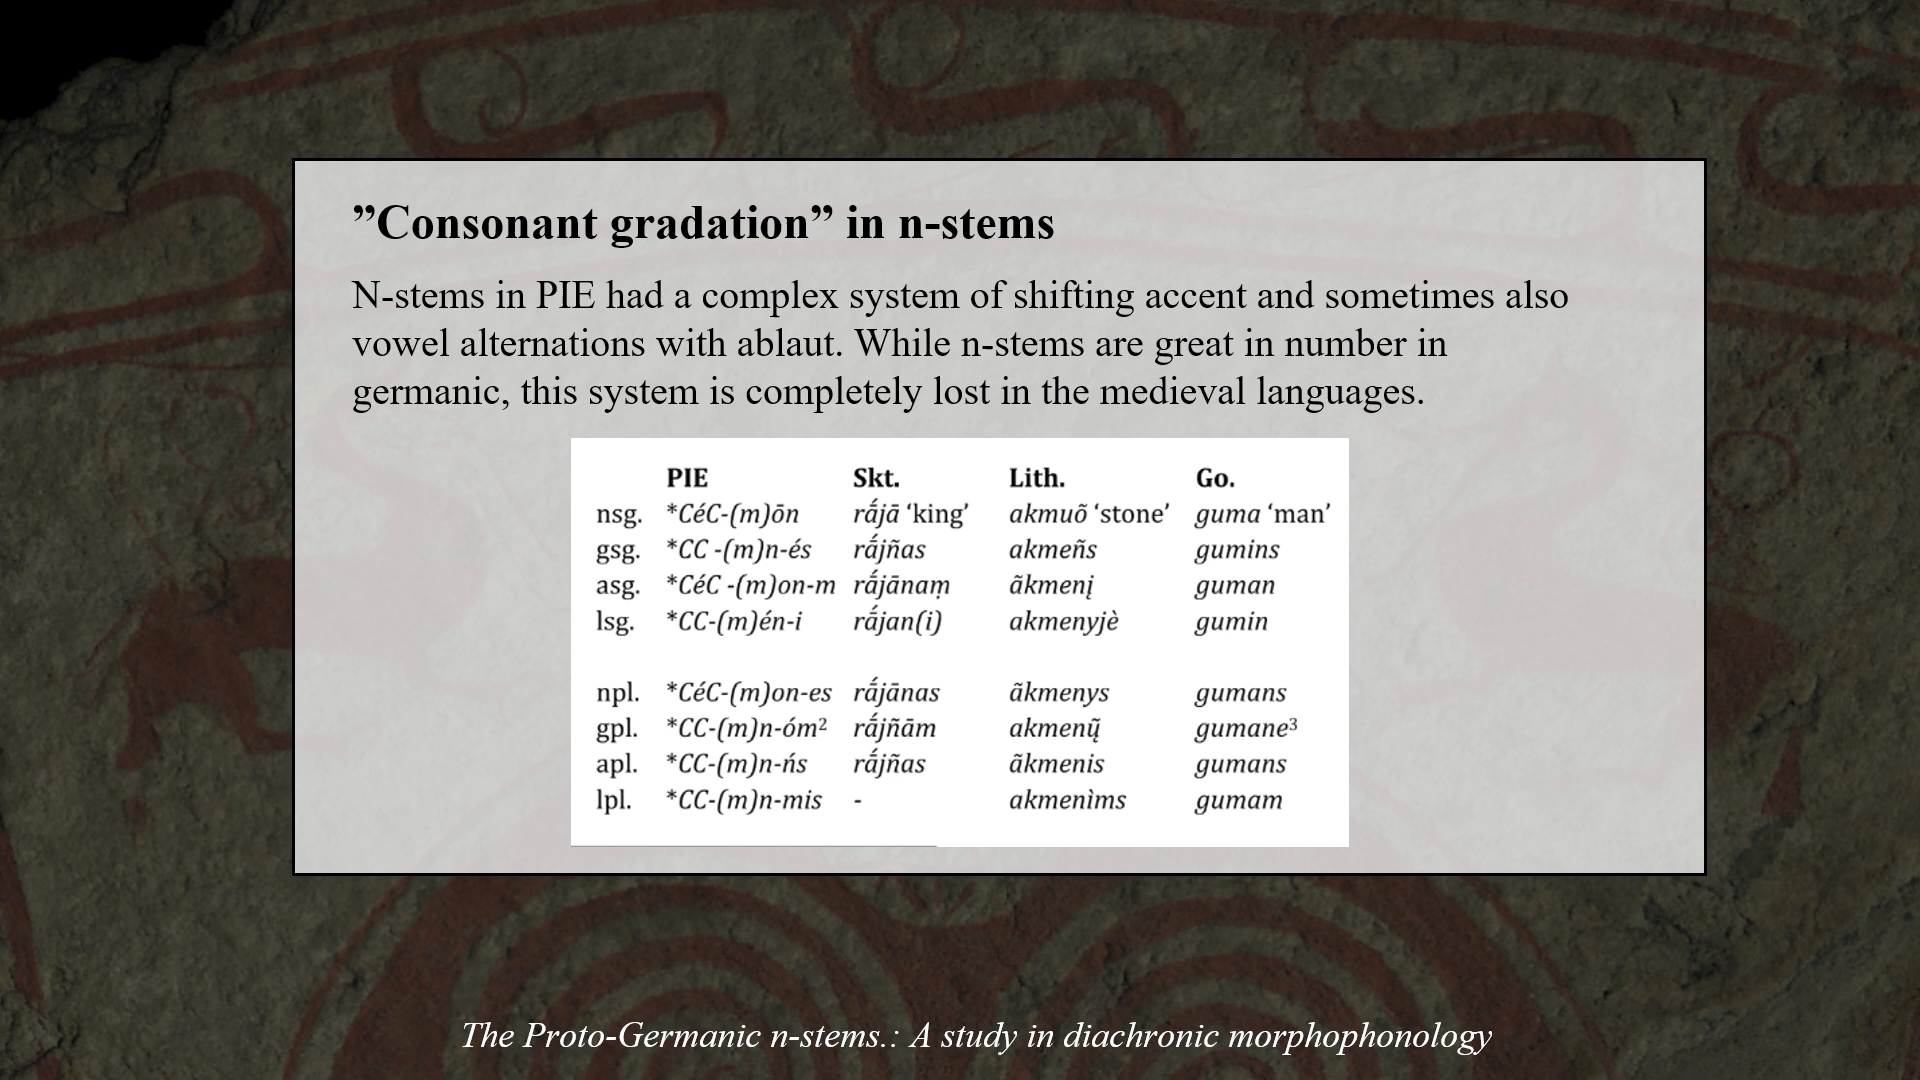 ”Consonant gradation” in n-stems
N-stems in PIE had a complex system of shifting accent and sometimes also
vowel alternations with ablaut. While n-stems are great in number in
germanic, this system is completely lost in the medieval languages.
PIE Skt. Lith. Go.
nsg. *CéC-(m)ōn rā́jā ‘king’ akmuõ ‘stone’ guma ‘man’
gsg. *CC -(m)n-és rā́jñas akmeñs gumins
asg. *CéC -(m)on-m rā́jānaṃ ãkmenį guman
lsg. *CC-(m)én-i rā́jan(i) akmenyjè gumin
npl. *CéC-(m)on-es rā́jānas ãkmenys gumans
gpl. *CC-(m)n-óm² rā́jñām akmenų̃ gumane³
apl. *CC-(m)n-ńs rā́jñas ãkmenis gumans
lpl. *CC-(m)n-mis - akmenìms gumam
The Proto-Germanic n-stems.: A study in diachronic morphophonology